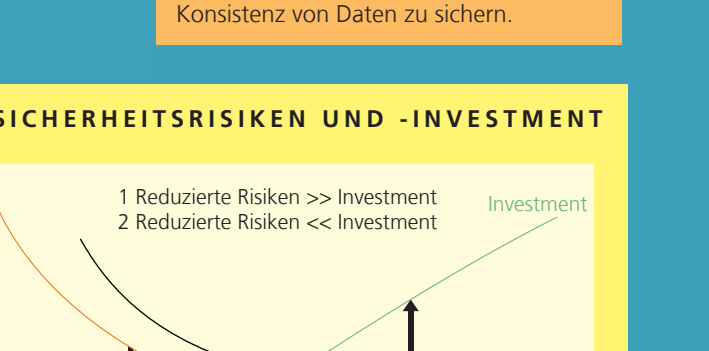 Konsistenz von Daten zu sichern.
SICHERHEITSRISIKEN UND -INVESTMENT
1 Reduzierte Risiken >> Investment
2 Reduzierte Risiken << Investment
Investment